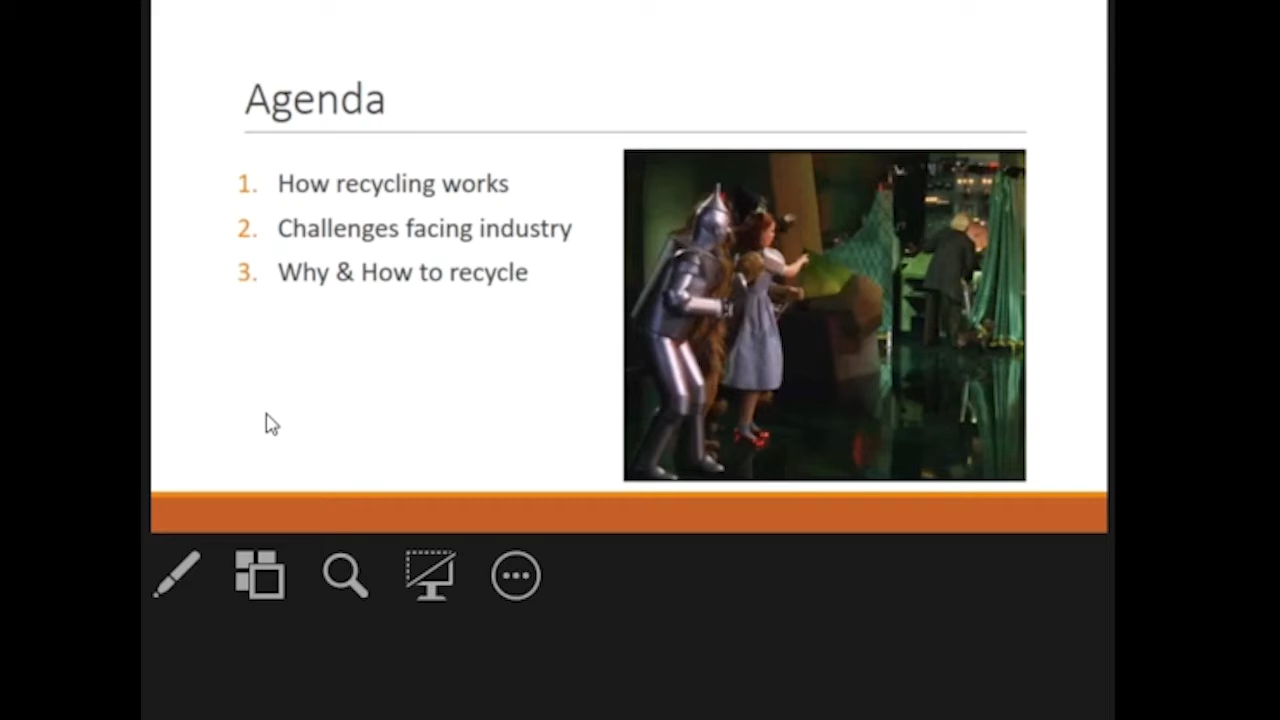 Agenda
1. How recycling works
2. Challenges facing industry
3. Why & How to recycle